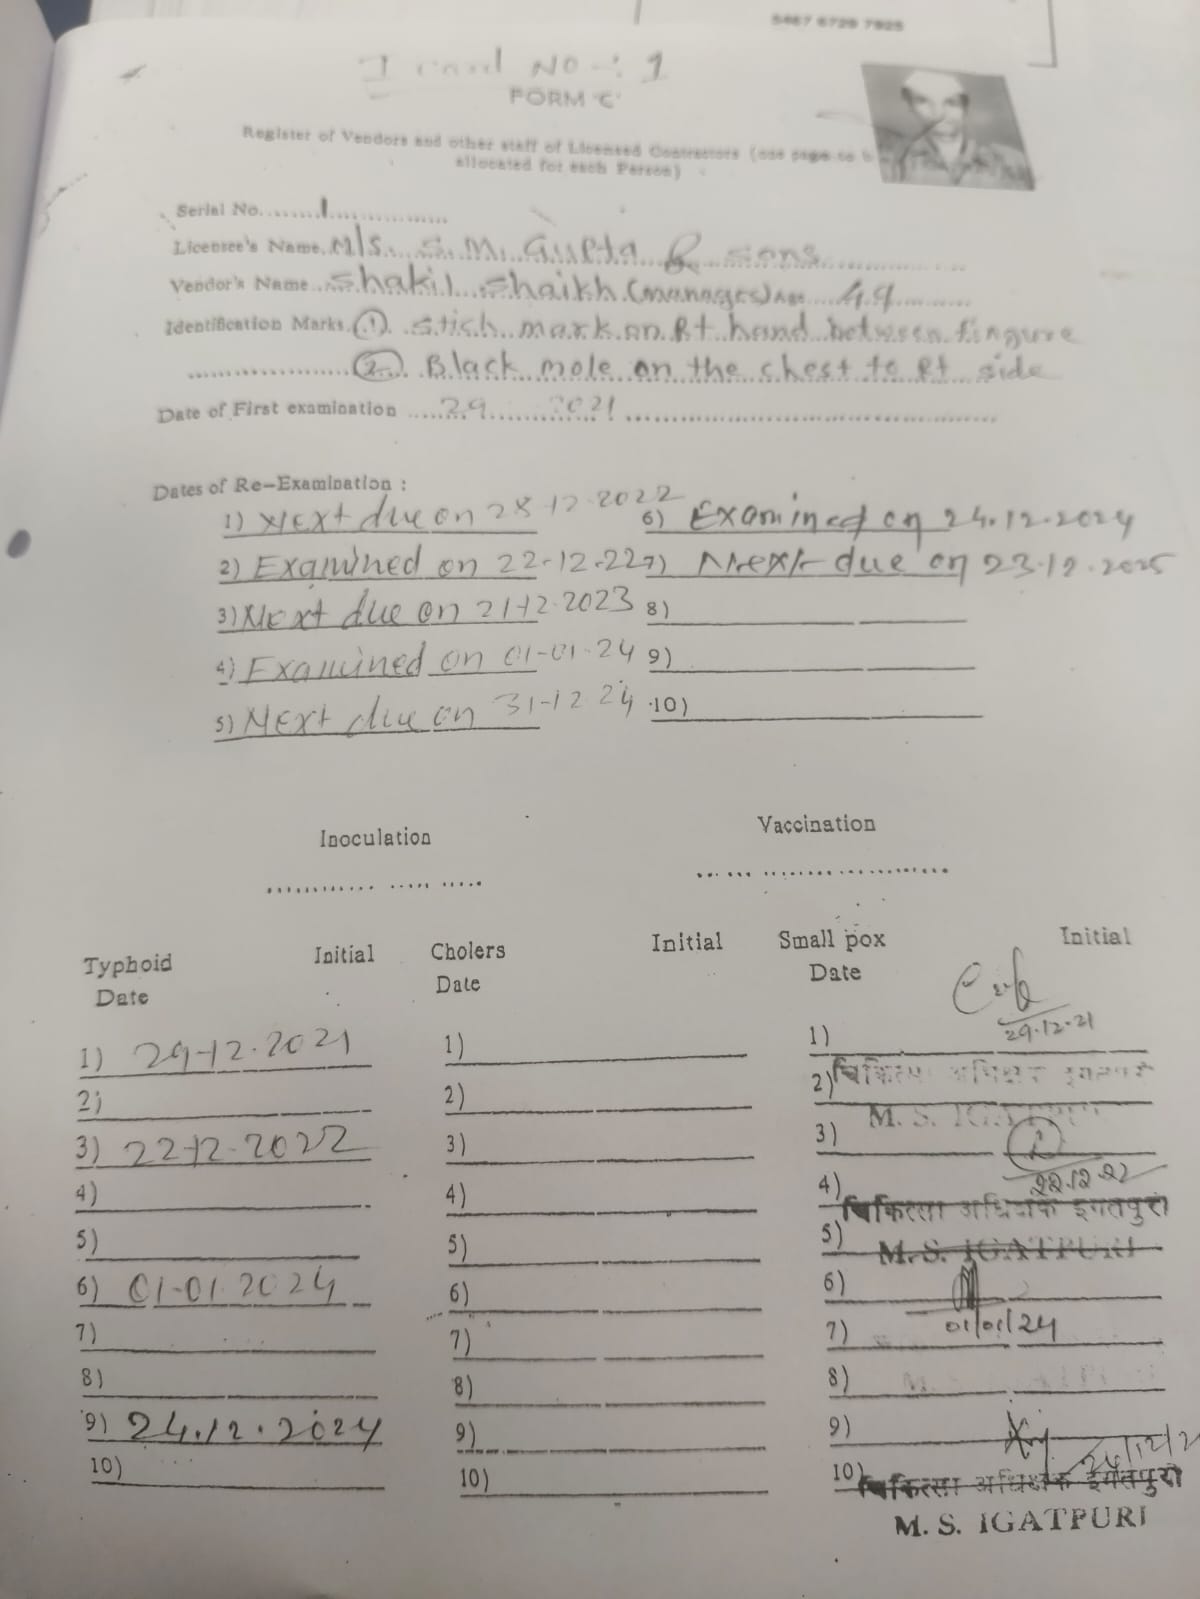 5467 6729 7925
I card NO -: 1
FORM 'C'
Register of Vendors and other staff of Licensed Contractors (one page to b
allocated for each Person)
Serial No........1..................
Licensee's Name. M/s. S. M. Gupta & sons
Vendor's Name Shakil Shaikh (manager) Age 49
Identification Marks. (1) Stich mark on Rt hand between fingure
(2) Black mole on the chest to Rt side
Date of First examination 29 2021
Dates of Re-Examination :
1) Next due on 28-12-2022
2) Examined on 22-12-22
3) Next due on 21-12-2023
4) Examined on 01-01-24
5) Next due on 31-12-24
6) Examined on 24.12.2024
7) Next due on 23.12.2025
8)
9)
10)
Inoculation Vaccination
Typhoid Initial Cholers Initial Small pox Initial
Date Date Date
29.12.21
1) 29-12-2021 1) 1)
2) 2) 2) चिकित्सा अधिक्षक इगतपुरी
M. S. IGATPURI
3) 22-12-2022 3) 3)
22.12.22
4) 4) 4)
चिकित्सा अधिक्षक इगतपुरी
5) 5) 5) M. S. IGATPURI
6) 01-01-2024 6) 6)
7) 7) 7) 01/01/24
8) 8) 8)
9) 24.12.2024 9) 9)
24/12/2
10) 10) 10) चिकित्सा अधिक्षक इगतपुरी
M. S. IGATPURI